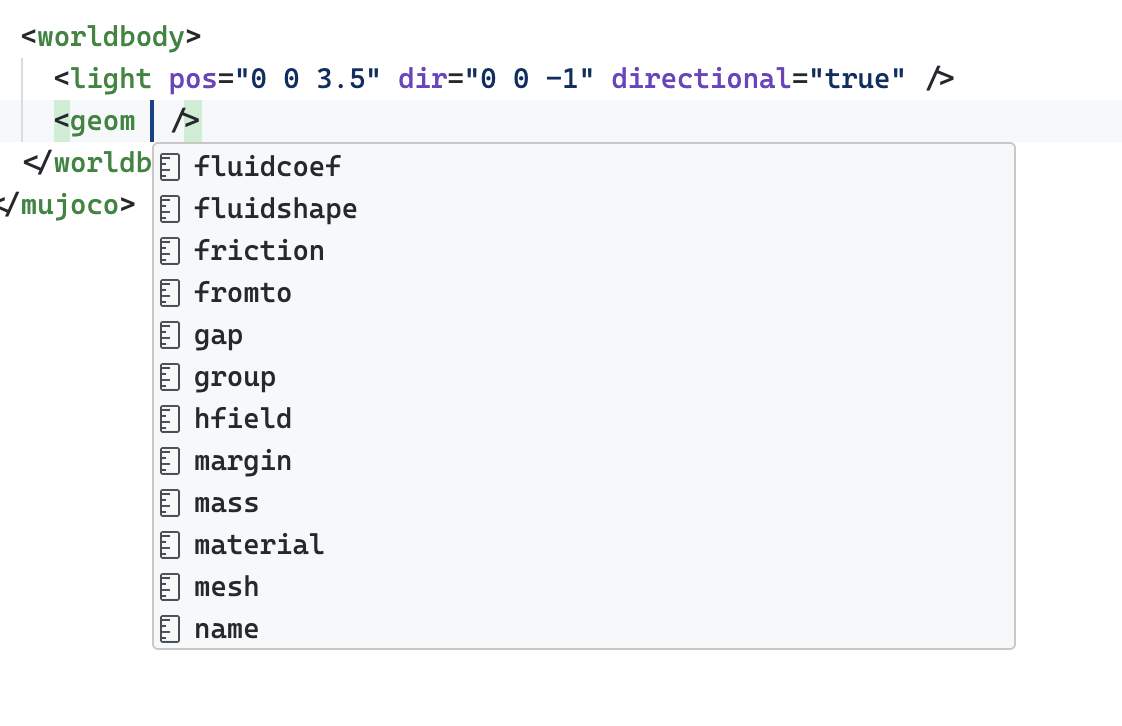 <worldbody>
<light pos="0 0 3.5" dir="0 0 -1" directional="true" />
<geom />
</worldb
</mujoco>
fluidcoef
fluidshape
friction
fromto
gap
group
hfield
margin
mass
material
mesh
name